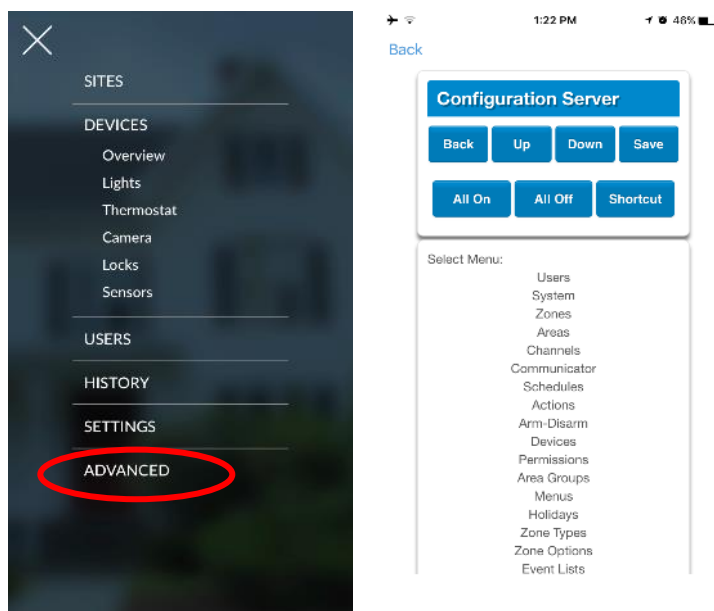 SITES
DEVICES
Overview
Lights
Thermostat
Camera
Locks
Sensors
USERS
HISTORY
SETTINGS
ADVANCED
1:22 PM
46%
Back
Configuration Server
Back Up Down Save
All On All Off Shortcut
Select Menu:
Users
System
Zones
Areas
Channels
Communicator
Schedules
Actions
Arm-Disarm
Devices
Permissions
Area Groups
Menus
Holidays
Zone Types
Zone Options
Event Lists